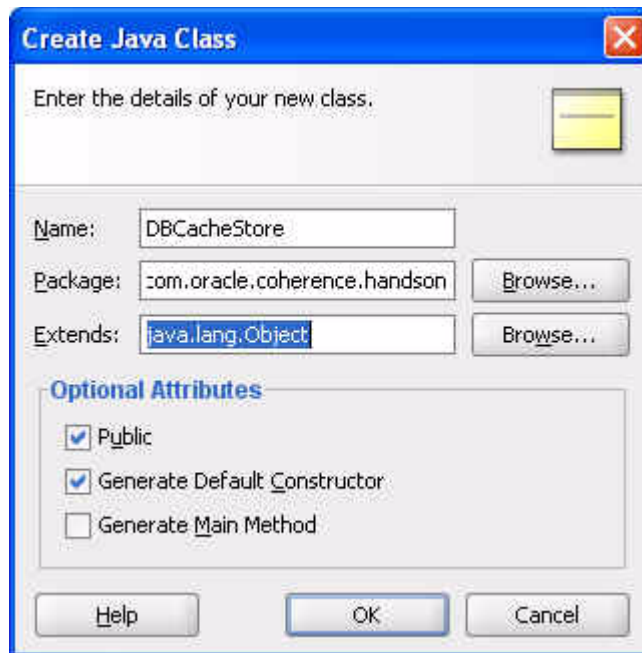 Create Java Class
Enter the details of your new class.
Name: DBCacheStore
Package: com.oracle.coherence.handson Browse...
Extends: java.lang.Object Browse...
Optional Attributes
Public
Generate Default Constructor
Generate Main Method
Help OK Cancel